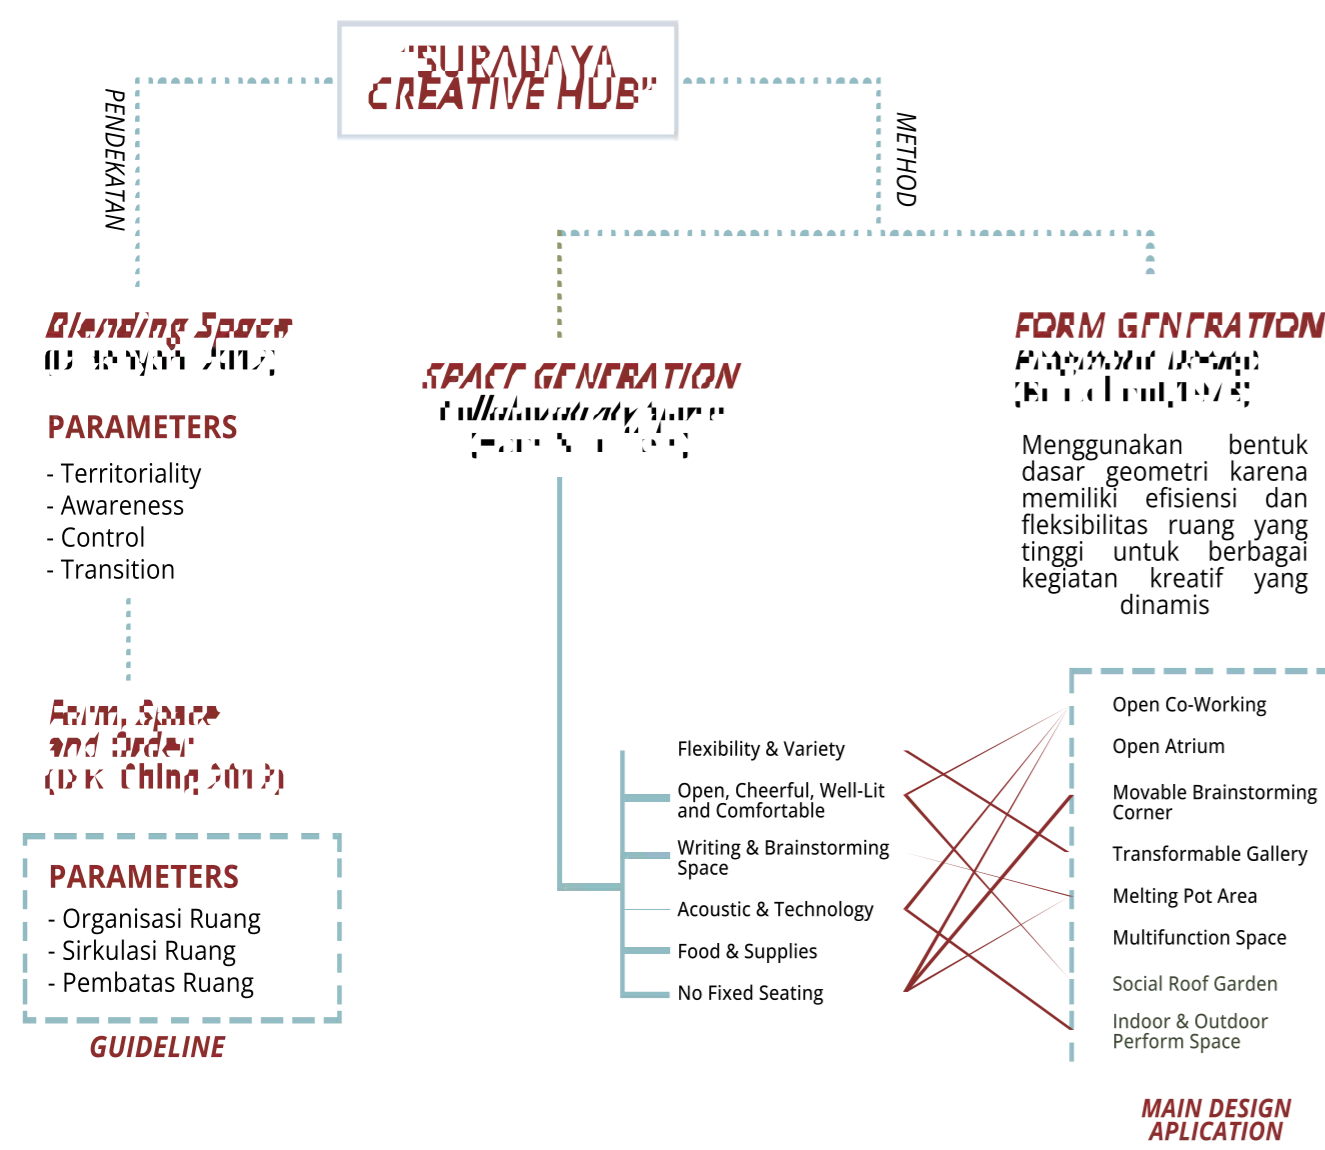 "SURABAYA
CREATIVE HUB"
PENDEKATAN
METHOD
Blending Space
PARAMETERS
- Territoriality
- Awareness
- Control
- Transition
Form, Space
and Order
(D.K. Ching 2012)
PARAMETERS
- Organisasi Ruang
- Sirkulasi Ruang
- Pembatas Ruang
GUIDELINE
SPACE GENERATION
Flexibility & Variety
Open, Cheerful, Well-Lit
and Comfortable
Writing & Brainstorming
Space
Acoustic & Technology
Food & Supplies
No Fixed Seating
FORM GENERATION
Menggunakan bentuk
dasar geometri karena
memiliki efisiensi dan
fleksibilitas ruang yang
tinggi untuk berbagai
kegiatan kreatif yang
dinamis
Open Co-Working
Open Atrium
Movable Brainstorming
Corner
Transformable Gallery
Melting Pot Area
Multifunction Space
Social Roof Garden
Indoor & Outdoor
Perform Space
MAIN DESIGN
APLICATION